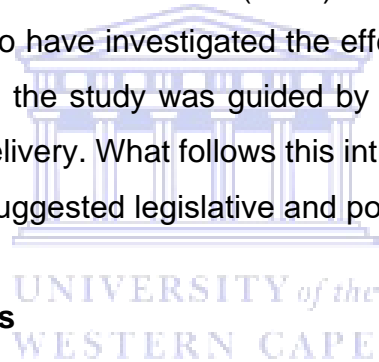 o have investigated the effe
the study was guided by
elivery. What follows this int
uggested legislative and po
UNIVERSITY of the
s
WESTERN CAPE